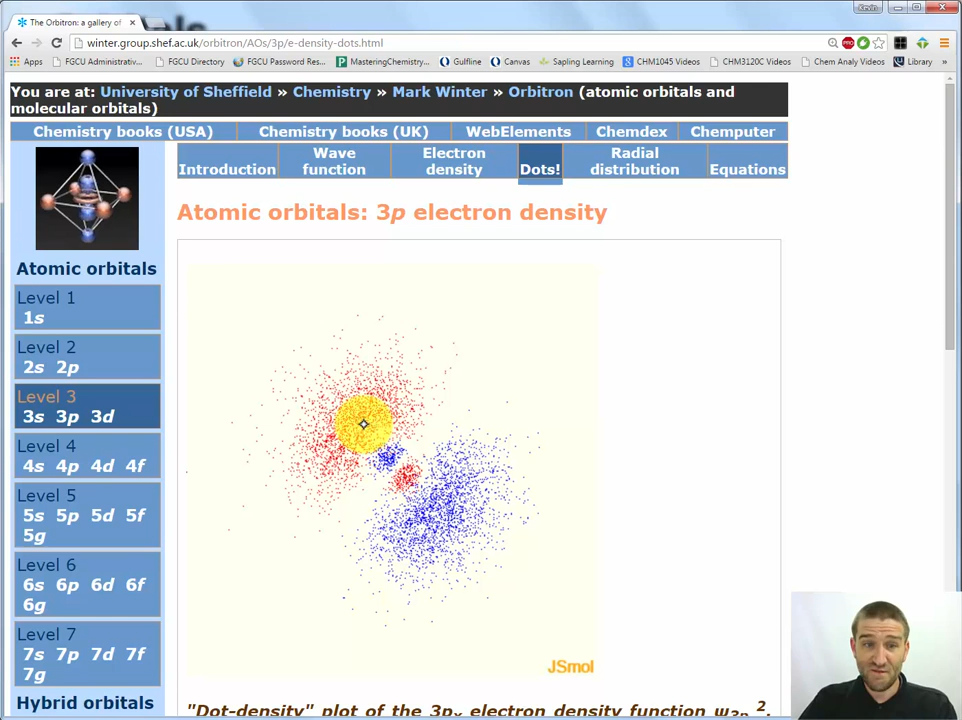 Kevin
The Orbitron: a gallery of
winter.group.shef.ac.uk/orbitron/AOs/3p/e-density-dots.html
Apps FGCU Administrativ... FGCU Directory FGCU Password Res... MasteringChemistry... Gulfline Canvas Sapling Learning CHM1045 Videos CHM3120C Videos Chem Analy Videos Library »
You are at: University of Sheffield » Chemistry » Mark Winter » Orbitron (atomic orbitals and
molecular orbitals)
Chemistry books (USA) Chemistry books (UK) WebElements Chemdex Chemputer
Introduction Wave function Electron density Dots! Radial distribution Equations
Atomic orbitals: 3p electron density
Atomic orbitals
Level 1
1s
Level 2
2s 2p
Level 3
3s 3p 3d
Level 4
4s 4p 4d 4f
Level 5
5s 5p 5d 5f
5g
Level 6
6s 6p 6d 6f
6g
Level 7
7s 7p 7d 7f
7g
Hybrid orbitals
JSmol
"Dot-density" plot of the 3px electron density function